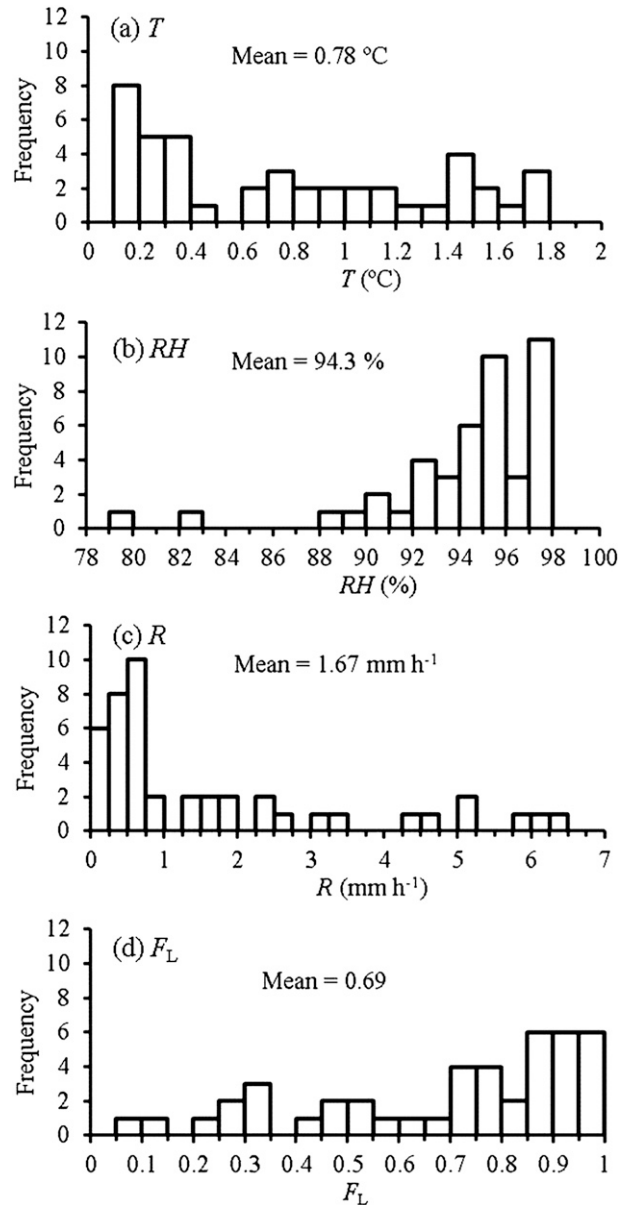 (a) T
Mean = 0.78 °C
Frequency
12
10
8
6
4
2
0
0 0.2 0.4 0.6 0.8 1 1.2 1.4 1.6 1.8 2
T (°C)
(b) RH
Mean = 94.3 %
Frequency
12
10
8
6
4
2
0
78 80 82 84 86 88 90 92 94 96 98 100
RH (%)
(c) R
Mean = 1.67 mm h⁻¹
Frequency
12
10
8
6
4
2
0
0 1 2 3 4 5 6 7
R (mm h⁻¹)
(d) F_L
Mean = 0.69
Frequency
12
10
8
6
4
2
0
0 0.1 0.2 0.3 0.4 0.5 0.6 0.7 0.8 0.9 1
F_L